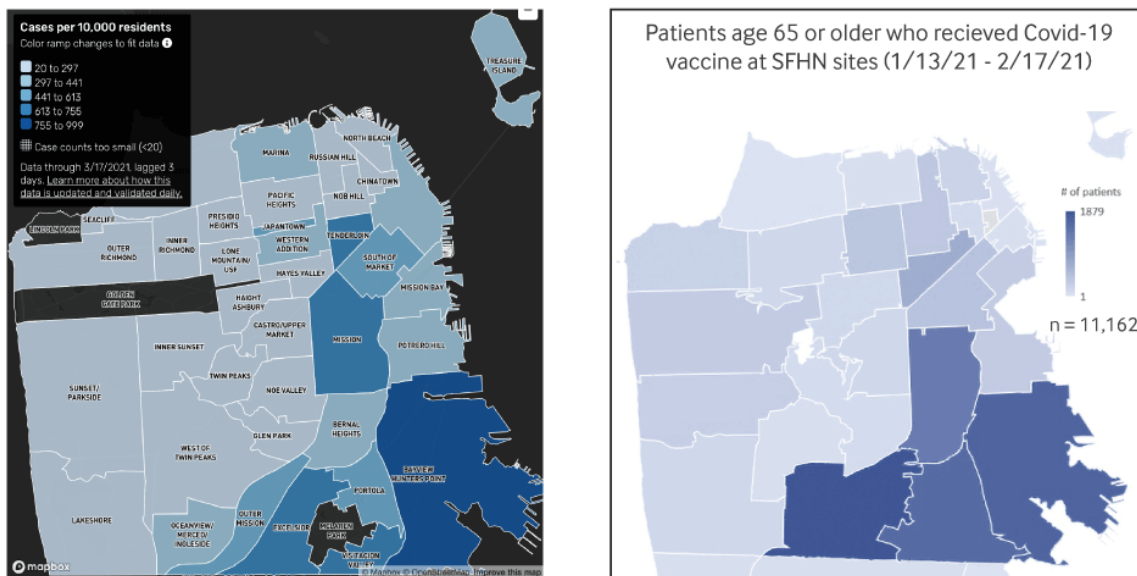 Cases per 10,000 residents
Color ramp changes to fit data
20 to 297
297 to 441
441 to 613
613 to 755
755 to 999
Case counts too small (<20)
Data through 3/17/2021, lagged 3
days. Learn more about how this
data is updated and validated daily.
TREASURE
ISLAND
NORTH BEACH
MARINA
RUSSIAN HILL
CHINATOWN
PACIFIC
HEIGHTS
NOB HILL
SEACLIFF
LINCOLN PARK
PRESIDIO
HEIGHTS
JAPANTOWN
TENDERLOIN
INNER
RICHMOND
OUTER
RICHMOND
WESTERN
ADDITION
LONE
MOUNTAIN/
USF
SOUTH OF
MARKET
HAYES VALLEY
GOLDEN
GATE PARK
MISSION BAY
HAIGHT
ASHBURY
CASTRO/UPPER
MARKET
MISSION
POTRERO HILL
INNER SUNSET
TWIN PEAKS
SUNSET/
PARKSIDE
NOE VALLEY
GLEN PARK
BERNAL
HEIGHTS
WEST OF
TWIN PEAKS
BAYVIEW
HUNTERS POINT
PORTOLA
LAKESHORE
OCEANVIEW/
MERCED/
INGLESIDE
OUTER
MISSION
EXCELSIOR
MCLAREN
PARK
VISITACION
VALLEY
mapbox
© Mapbox © OpenStreetMap Improve this map
Patients age 65 or older who recieved Covid-19
vaccine at SFHN sites (1/13/21 - 2/17/21)
# of patients
1879
1
n = 11,162